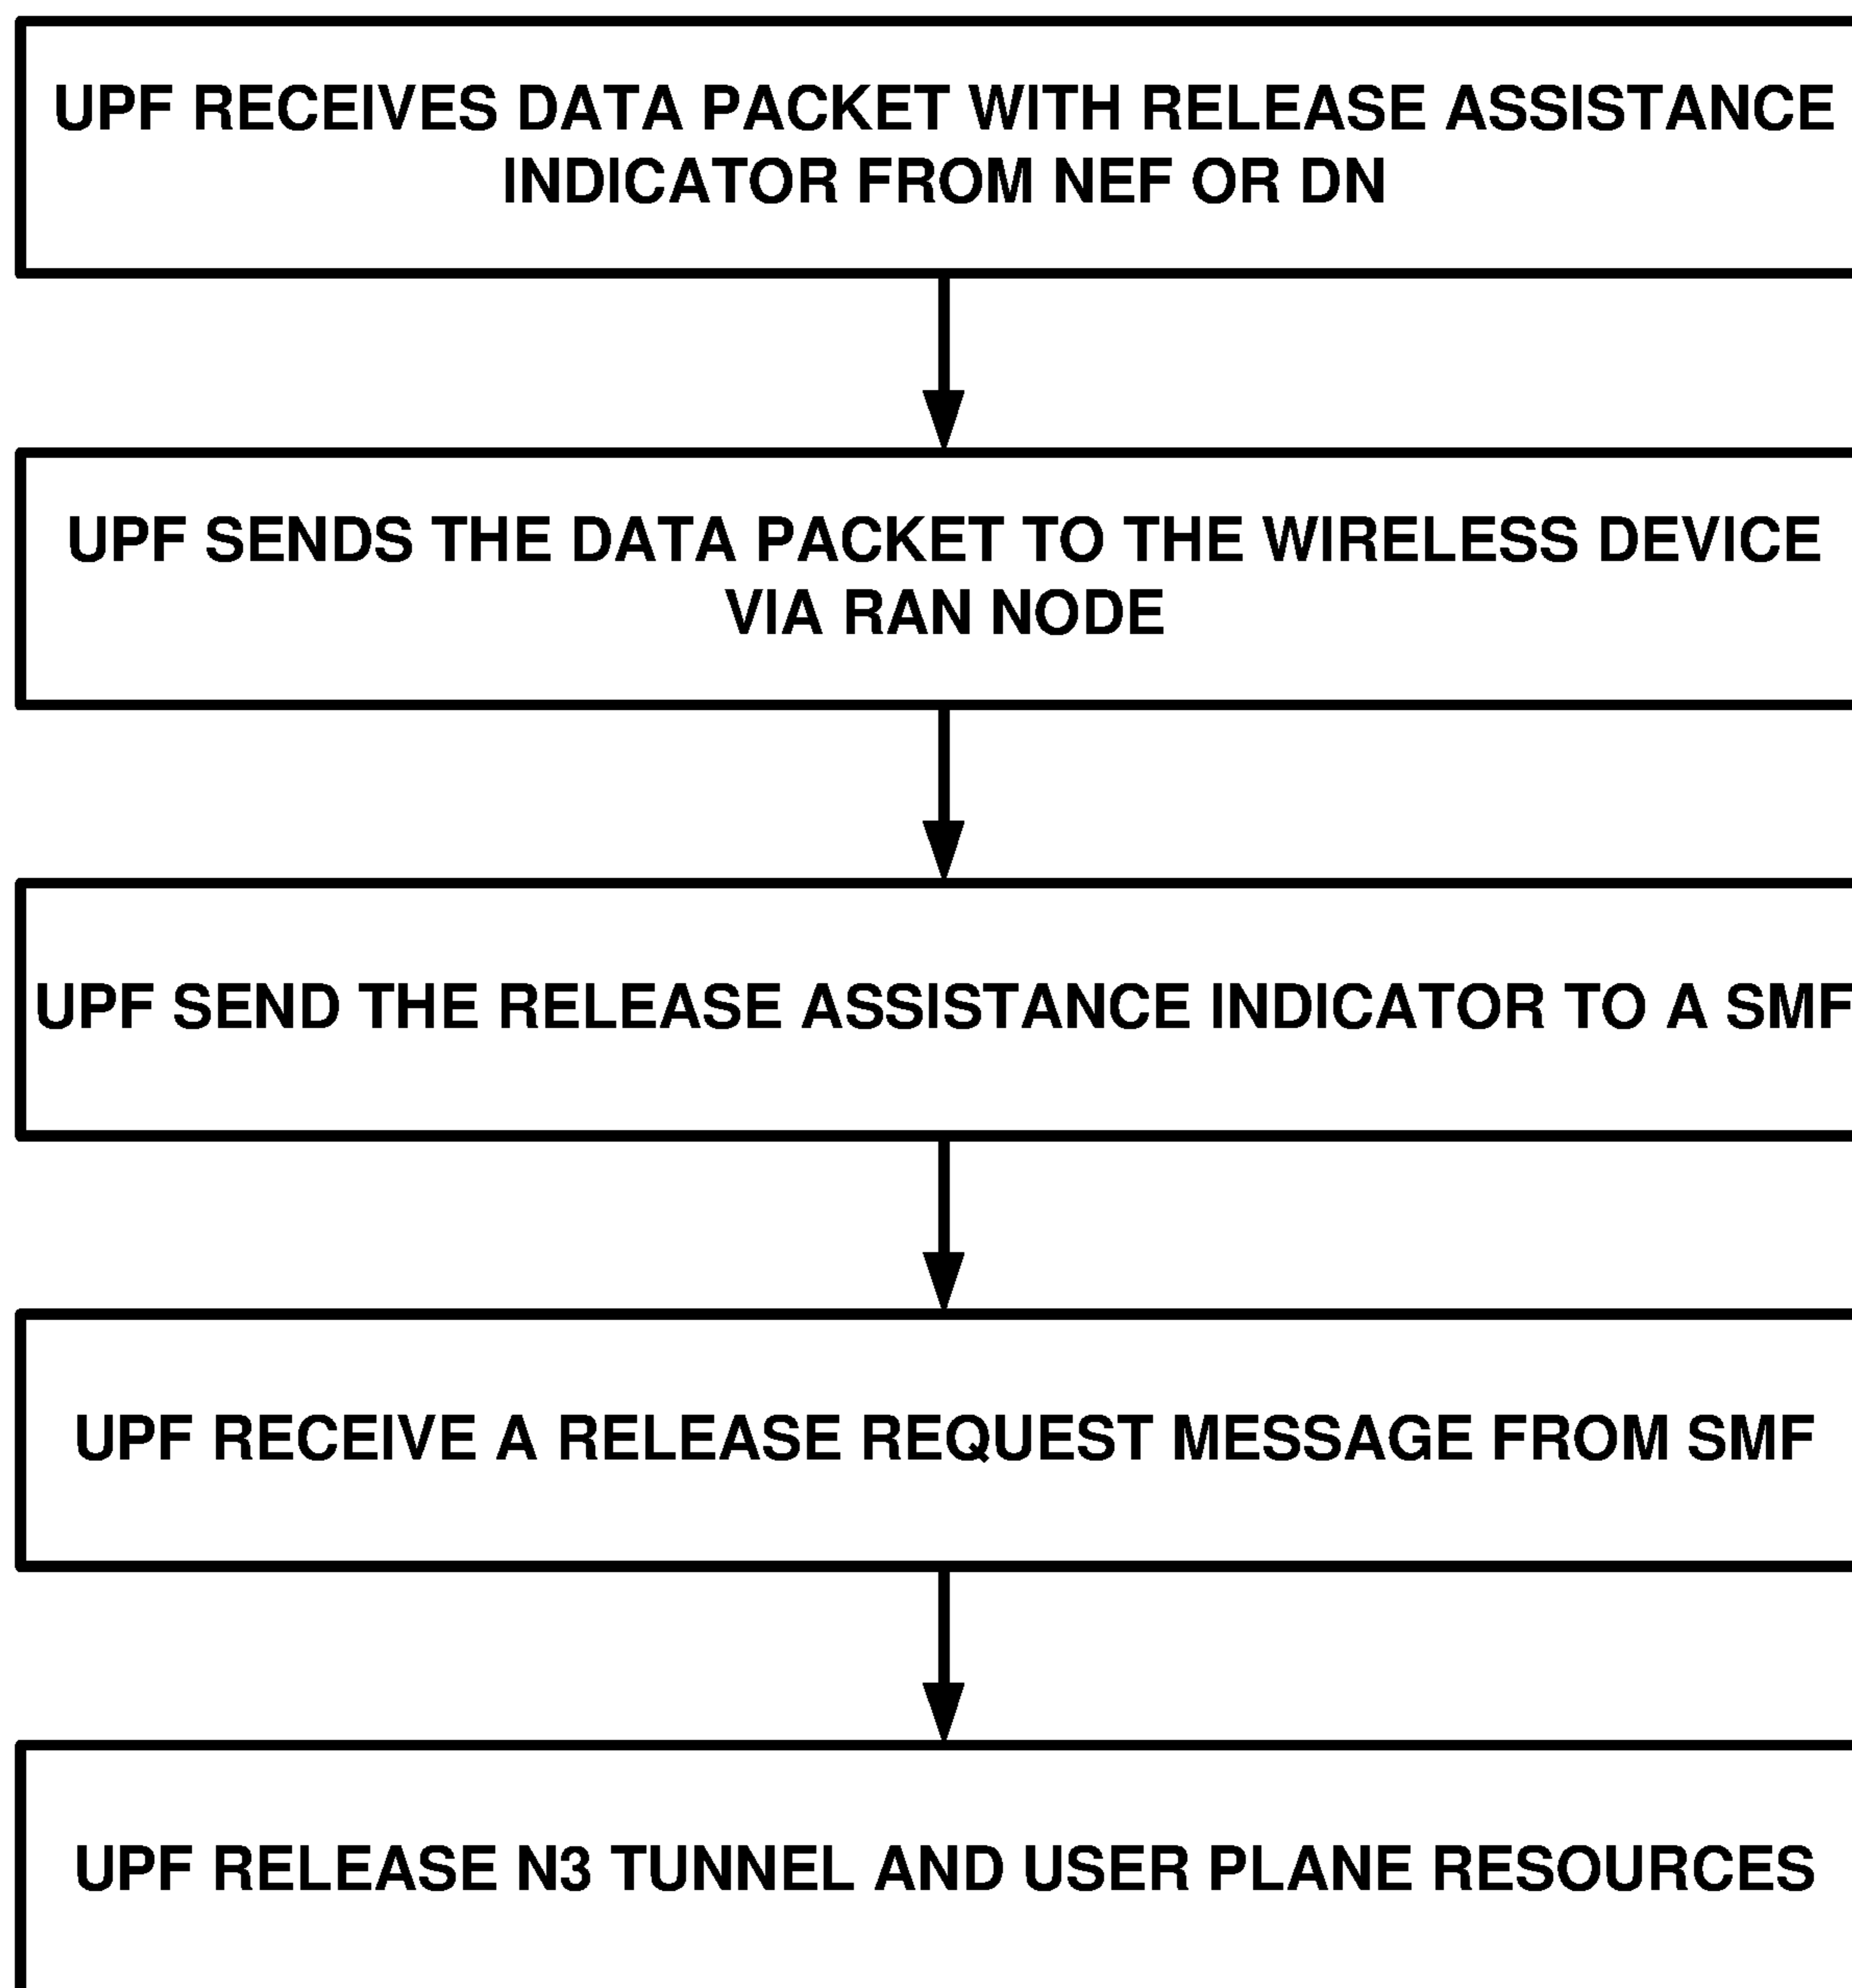 UPF RECEIVES DATA PACKET WITH RELEASE ASSISTANCE
INDICATOR FROM NEF OR DN
UPF SENDS THE DATA PACKET TO THE WIRELESS DEVICE
VIA RAN NODE
UPF SEND THE RELEASE ASSISTANCE INDICATOR TO A SMF
UPF RECEIVE A RELEASE REQUEST MESSAGE FROM SMF
UPF RELEASE N3 TUNNEL AND USER PLANE RESOURCES